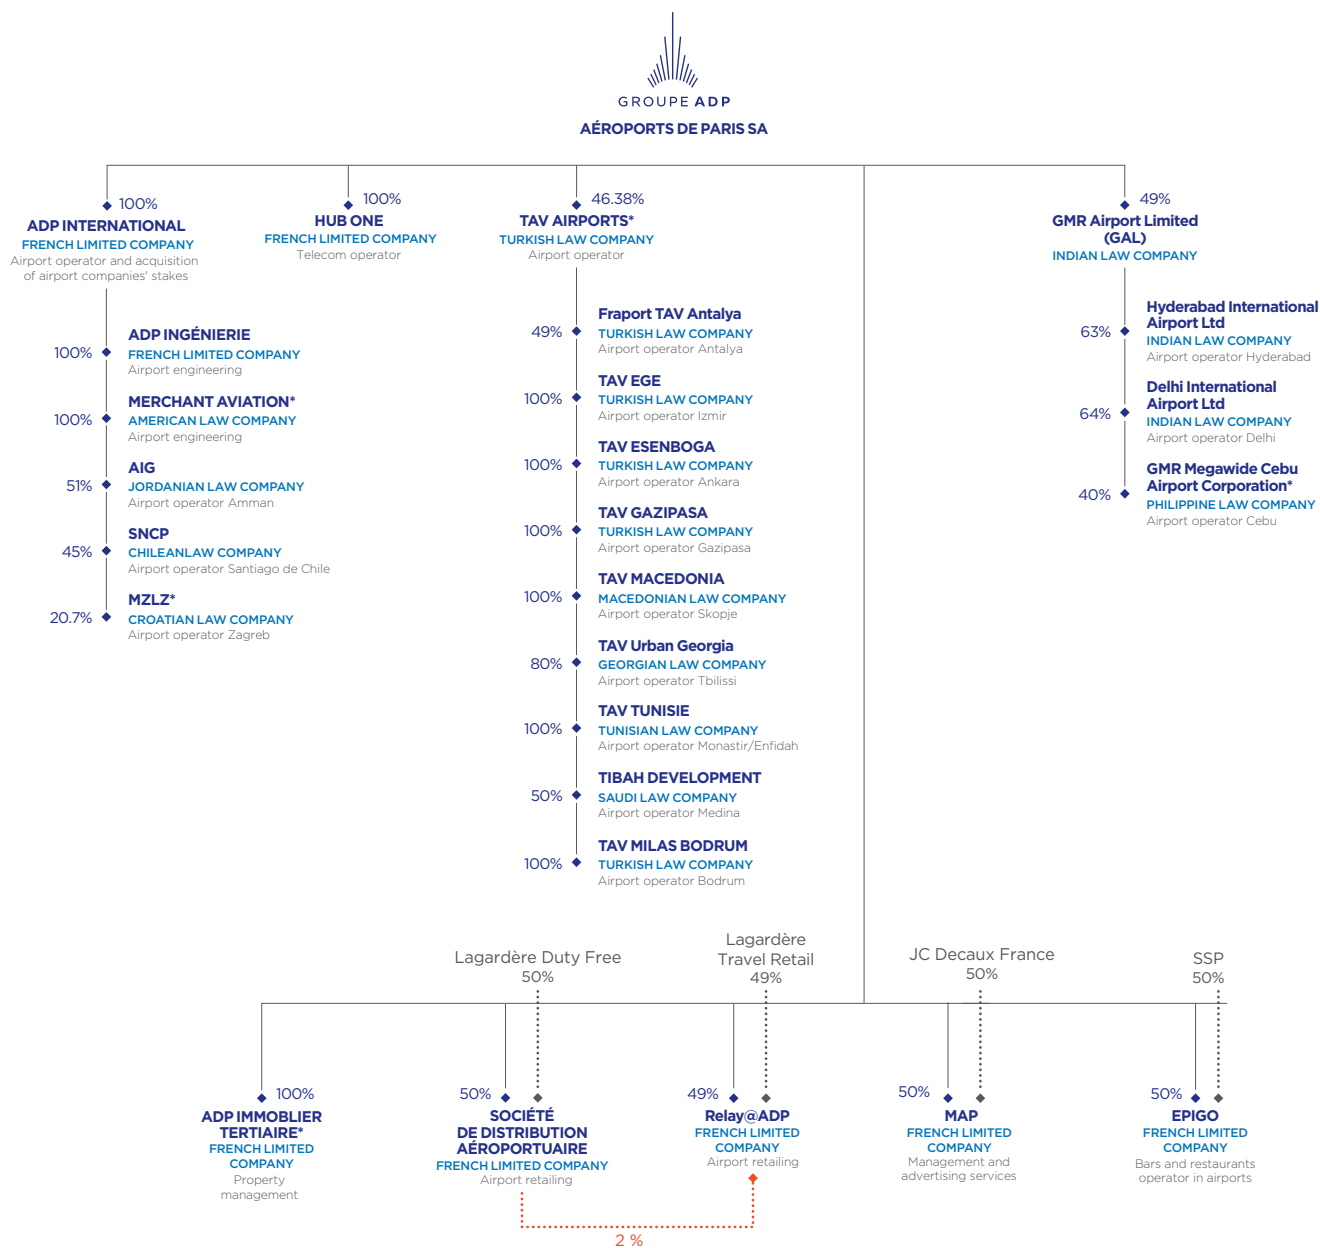 GROUPE ADP
AÉROPORTS DE PARIS SA
100%
ADP INTERNATIONAL
FRENCH LIMITED COMPANY
Airport operator and acquisition
of airport companies' stakes
100%
ADP INGÉNIERIE
FRENCH LIMITED COMPANY
Airport engineering
100%
MERCHANT AVIATION*
AMERICAN LAW COMPANY
Airport engineering
51%
AIG
JORDANIAN LAW COMPANY
Airport operator Amman
45%
SNCP
CHILEANLAW COMPANY
Airport operator Santiago de Chile
20.7%
MZLZ*
CROATIAN LAW COMPANY
Airport operator Zagreb
100%
HUB ONE
FRENCH LIMITED COMPANY
Telecom operator
46.38%
TAV AIRPORTS*
TURKISH LAW COMPANY
Airport operator
49%
Fraport TAV Antalya
TURKISH LAW COMPANY
Airport operator Antalya
100%
TAV EGE
TURKISH LAW COMPANY
Airport operator Izmir
100%
TAV ESENBOGA
TURKISH LAW COMPANY
Airport operator Ankara
100%
TAV GAZIPASA
TURKISH LAW COMPANY
Airport operator Gazipasa
100%
TAV MACEDONIA
MACEDONIAN LAW COMPANY
Airport operator Skopje
80%
TAV Urban Georgia
GEORGIAN LAW COMPANY
Airport operator Tbilissi
100%
TAV TUNISIE
TUNISIAN LAW COMPANY
Airport operator Monastir/Enfidah
50%
TIBAH DEVELOPMENT
SAUDI LAW COMPANY
Airport operator Medina
100%
TAV MILAS BODRUM
TURKISH LAW COMPANY
Airport operator Bodrum
49%
GMR Airport Limited
(GAL)
INDIAN LAW COMPANY
63%
Hyderabad International
Airport Ltd
INDIAN LAW COMPANY
Airport operator Hyderabad
64%
Delhi International
Airport Ltd
INDIAN LAW COMPANY
Airport operator Delhi
40%
GMR Megawide Cebu
Airport Corporation*
PHILIPPINE LAW COMPANY
Airport operator Cebu
100%
ADP IMMOBLIER
TERTIAIRE*
FRENCH LIMITED
COMPANY
Property
management
Lagardère Duty Free
50%
50%
SOCIÉTÉ
DE DISTRIBUTION
AÉROPORTUAIRE
FRENCH LIMITED COMPANY
Airport retailing
Lagardère
Travel Retail
49%
49%
Relay@ADP
FRENCH LIMITED
COMPANY
Airport retailing
2 %
JC Decaux France
50%
50%
MAP
FRENCH LIMITED
COMPANY
Management and
advertising services
SSP
50%
50%
EPIGO
FRENCH LIMITED
COMPANY
Bars and restaurants
operator in airports